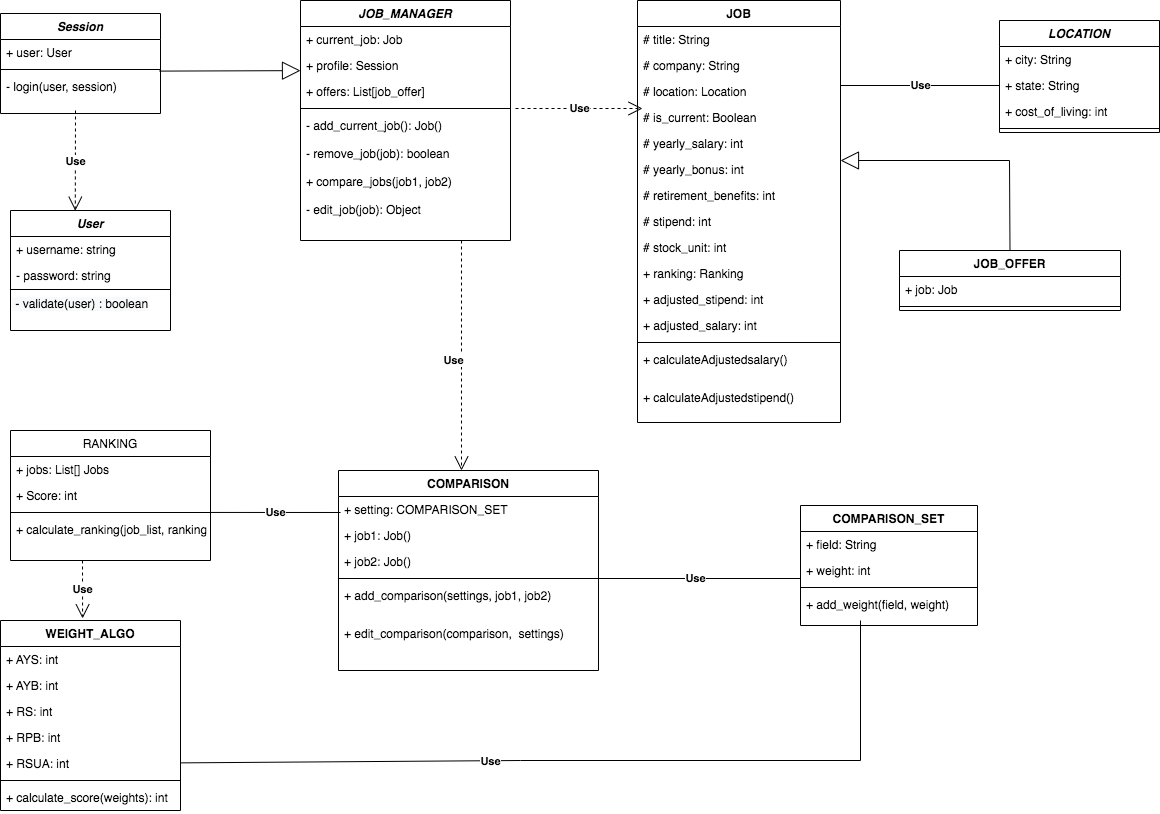 Session
+ user: User
- login(user, session)
Use
User
+ username: string
- password: string
- validate(user) : boolean
JOB_MANAGER
+ current_job: Job
+ profile: Session
+ offers: List[job_offer]
- add_current_job(): Job()
- remove_job(job): boolean
+ compare_jobs(job1, job2)
- edit_job(job): Object
Use
Use
JOB
# title: String
# company: String
# location: Location
# is_current: Boolean
# yearly_salary: int
# yearly_bonus: int
# retirement_benefits: int
# stipend: int
# stock_unit: int
+ ranking: Ranking
+ adjusted_stipend: int
+ adjusted_salary: int
+ calculateAdjustedsalary()
+ calculateAdjustedstipend()
Use
LOCATION
+ city: String
+ state: String
+ cost_of_living: int
JOB_OFFER
+ job: Job
RANKING
+ jobs: List[] Jobs
+ Score: int
+ calculate_ranking(job_list, ranking
Use
Use
COMPARISON
+ setting: COMPARISON_SET
+ job1: Job()
+ job2: Job()
+ add_comparison(settings, job1, job2)
+ edit_comparison(comparison,  settings)
Use
COMPARISON_SET
+ field: String
+ weight: int
+ add_weight(field, weight)
WEIGHT_ALGO
+ AYS: int
+ AYB: int
+ RS: int
+ RPB: int
+ RSUA: int
+ calculate_score(weights): int
Use